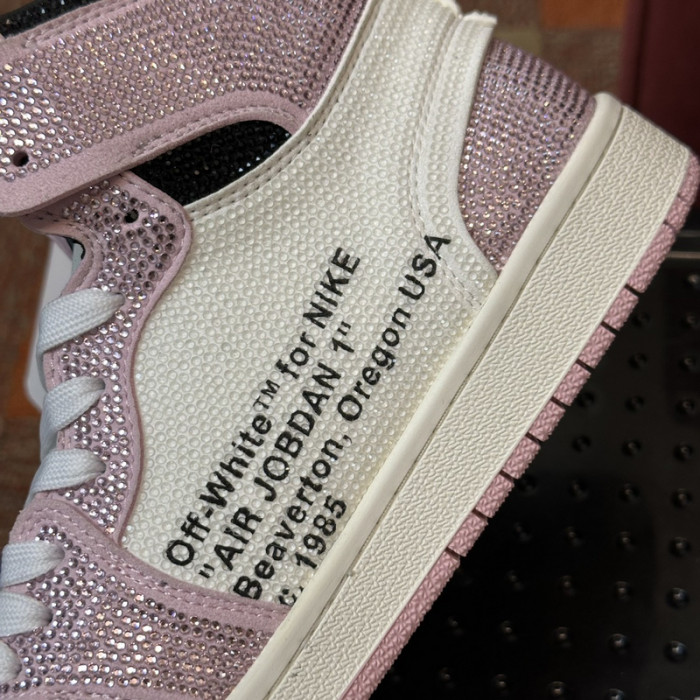 Off-White™ for NIKE
"AIR JOBDAN 1"
Beaverton, Oregon USA
c. 1985